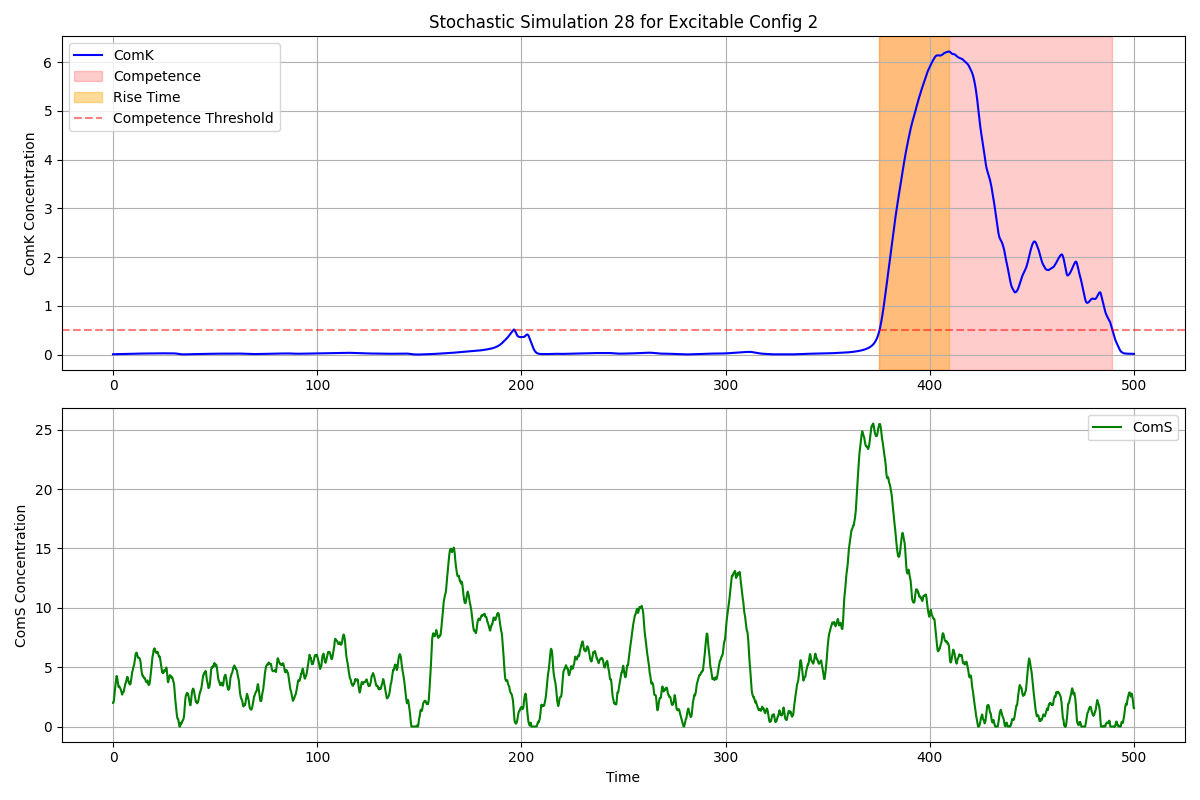 Stochastic Simulation 28 for Excitable Config 2
ComK
Competence
Rise Time
Competence Threshold
ComK Concentration
6
5
4
3
2
1
0
0 100 200 300 400 500
ComS
ComS Concentration
25
20
15
10
5
0
0 100 200 300 400 500
Time